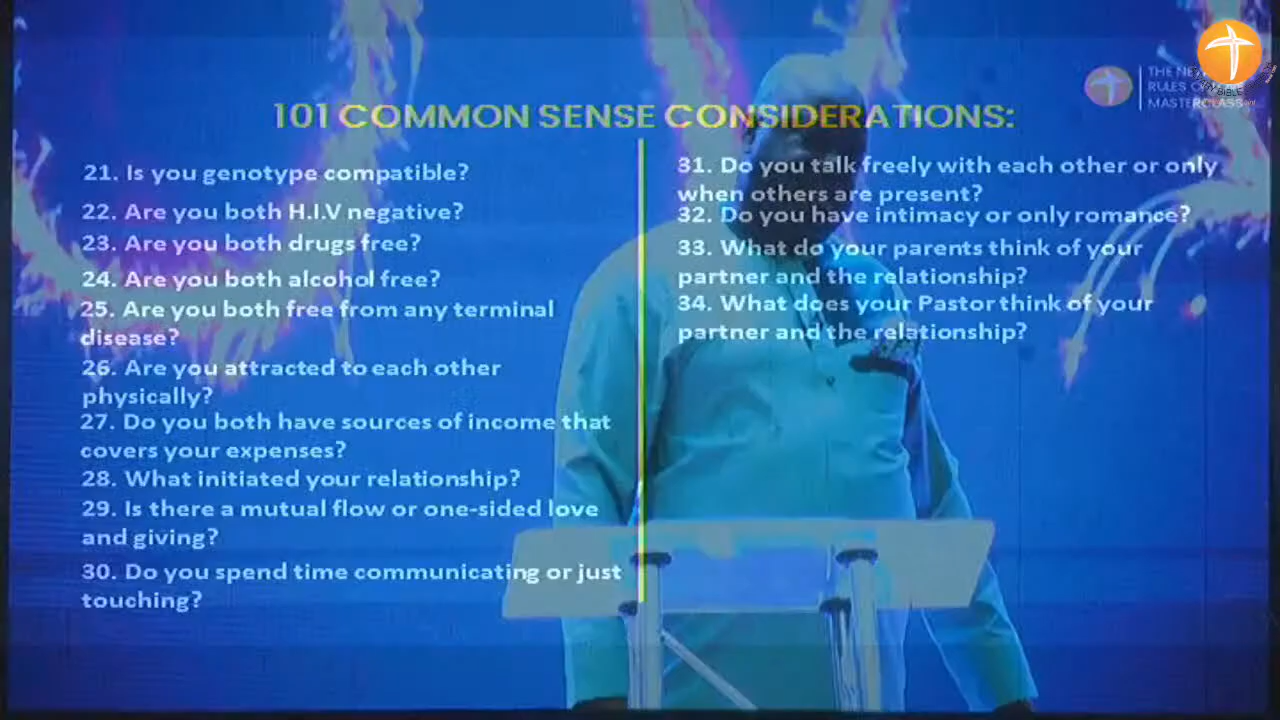 101 COMMON SENSE CONSIDERATIONS:
21. Is you genotype compatible?
22. Are you both H.I.V negative?
23. Are you both drugs free?
24. Are you both alcohol free?
25. Are you both free from any terminal
disease?
26. Are you attracted to each other
physically?
27. Do you both have sources of income that
covers your expenses?
28. What initiated your relationship?
29. Is there a mutual flow or one-sided love
and giving?
30. Do you spend time communicating or just
touching?
31. Do you talk freely with each other or only
when others are present?
32. Do you have intimacy or only romance?
33. What do your parents think of your
partner and the relationship?
34. What does your Pastor think of your
partner and the relationship?
THE
RULES
MASTERCLASS
BIBLE